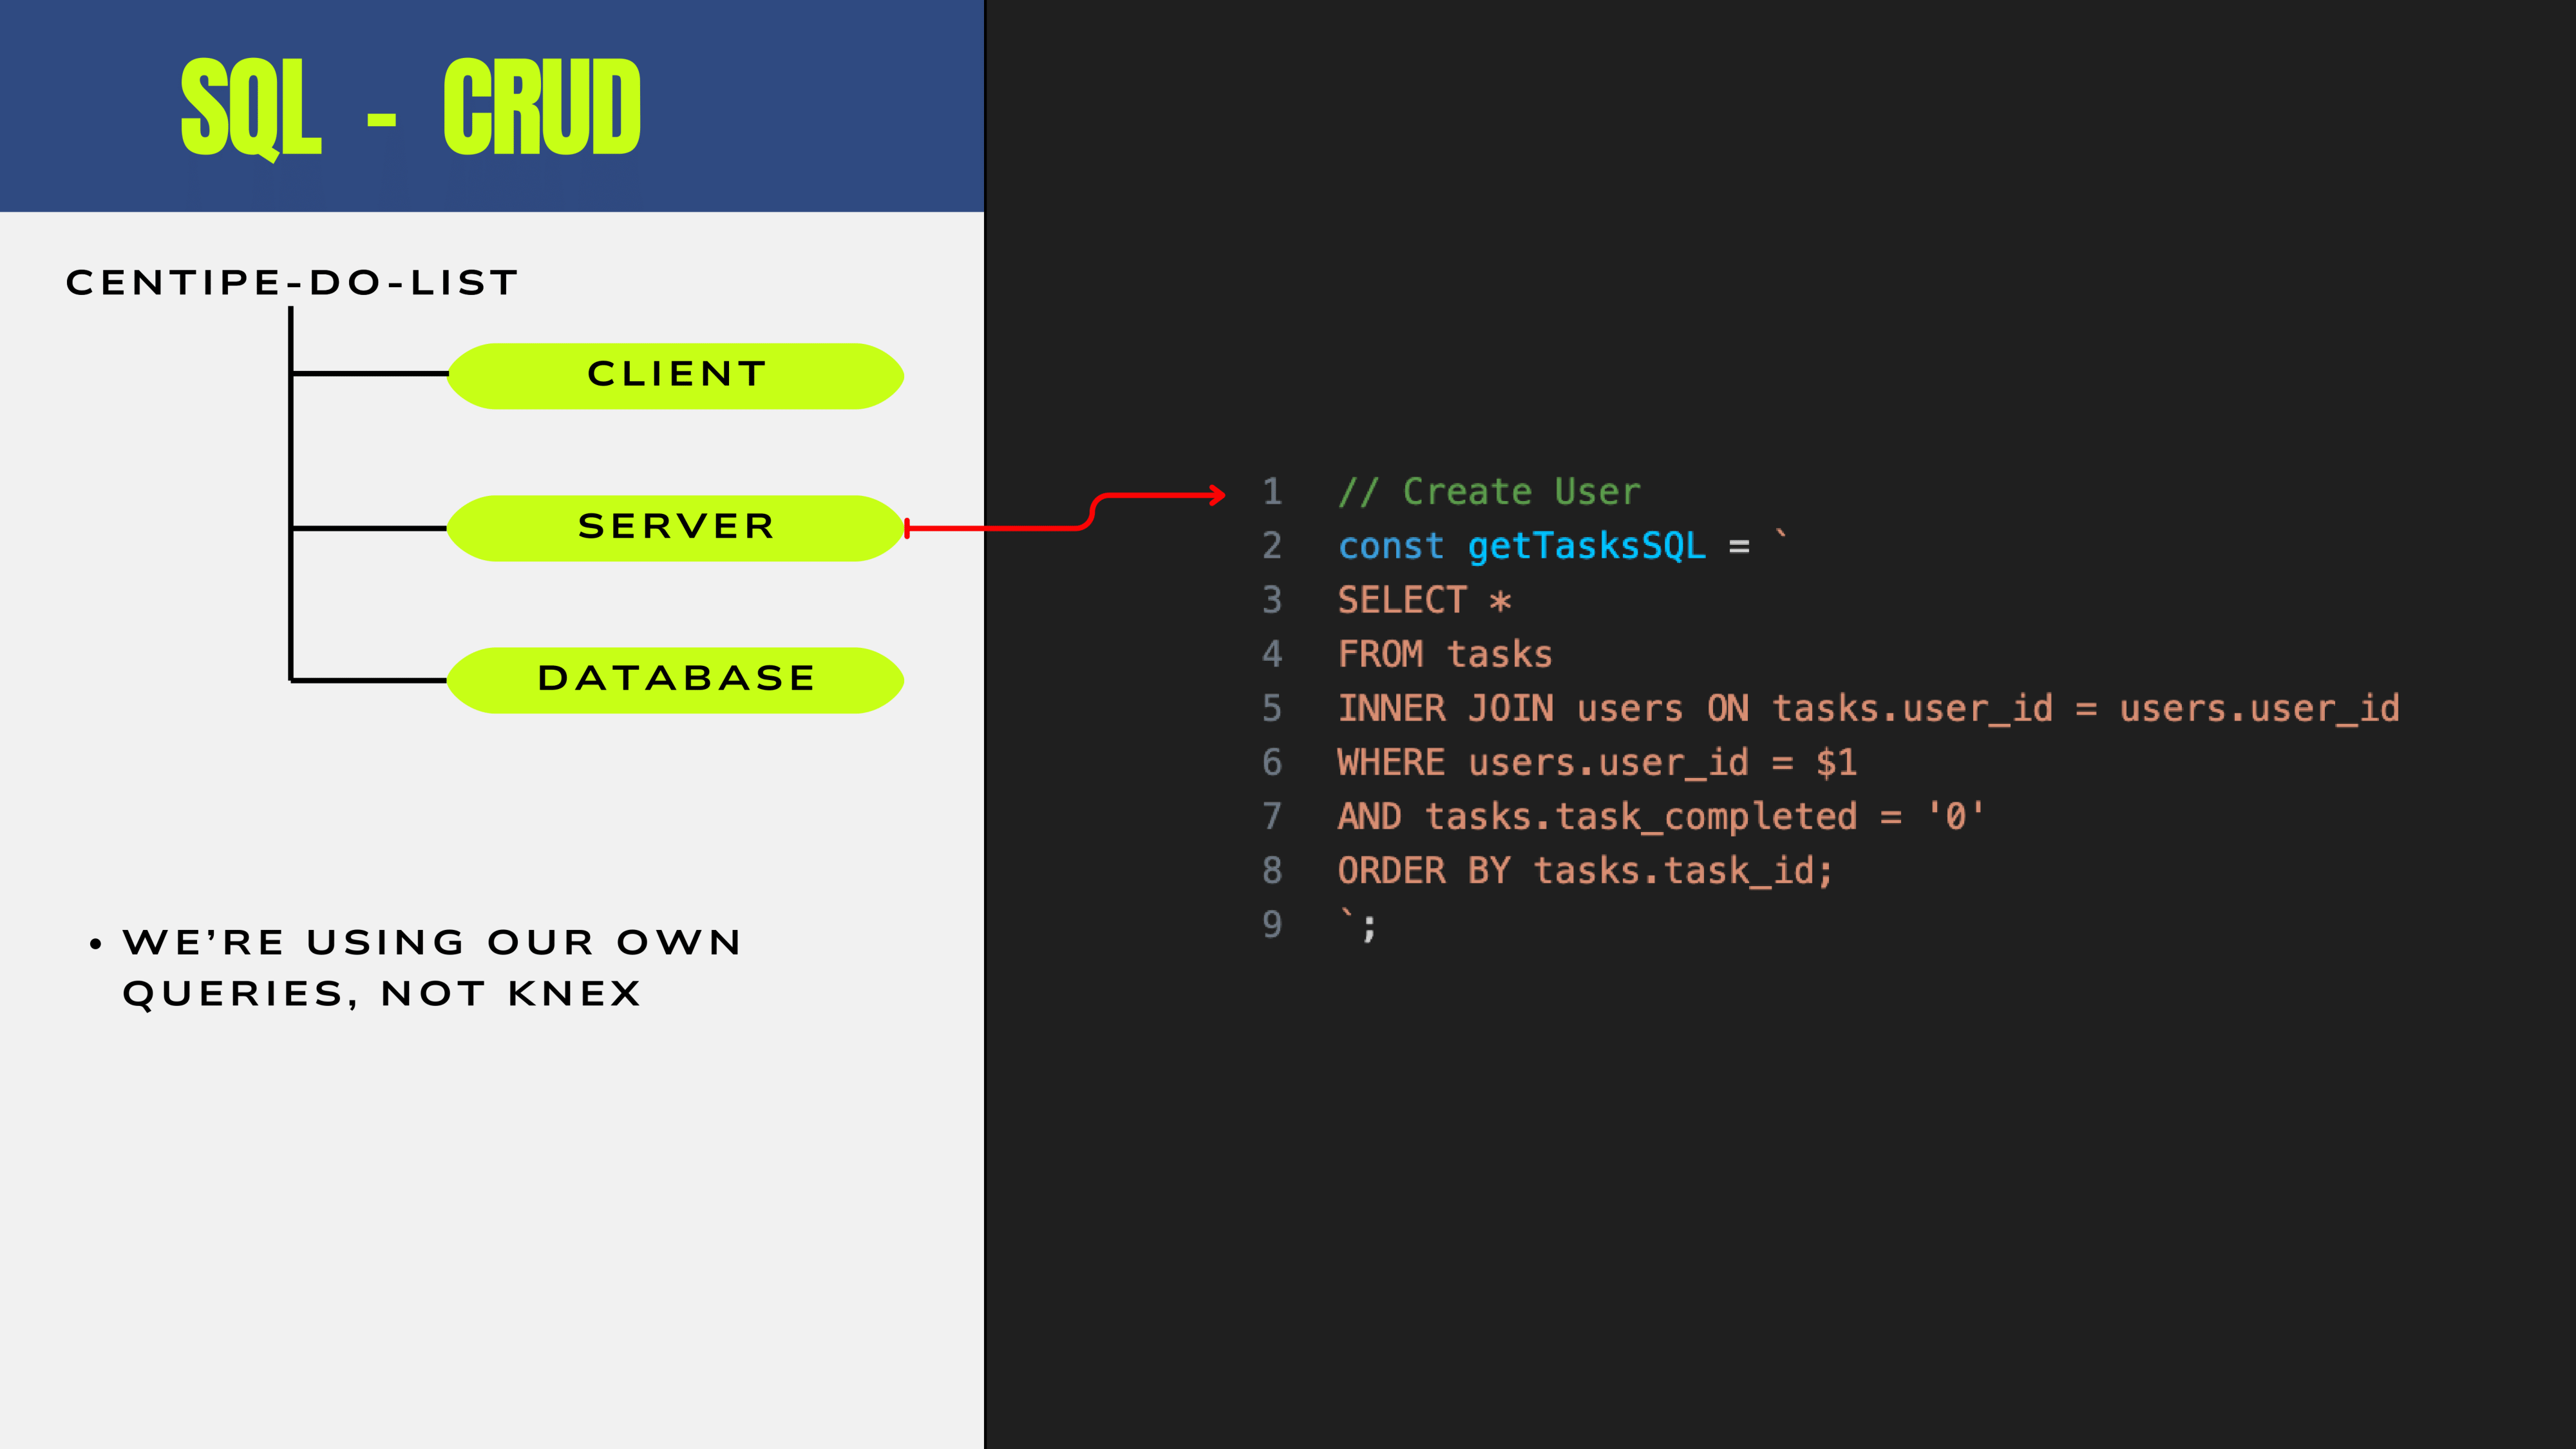 SQL - CRUD
CENTIPE-DO-LIST
CLIENT
SERVER
DATABASE
• WE'RE USING OUR OWN
QUERIES, NOT KNEX
1 // Create User
2 const getTasksSQL = `
3 SELECT *
4 FROM tasks
5 INNER JOIN users ON tasks.user_id = users.user_id
6 WHERE users.user_id = $1
7 AND tasks.task_completed = '0'
8 ORDER BY tasks.task_id;
9 `;